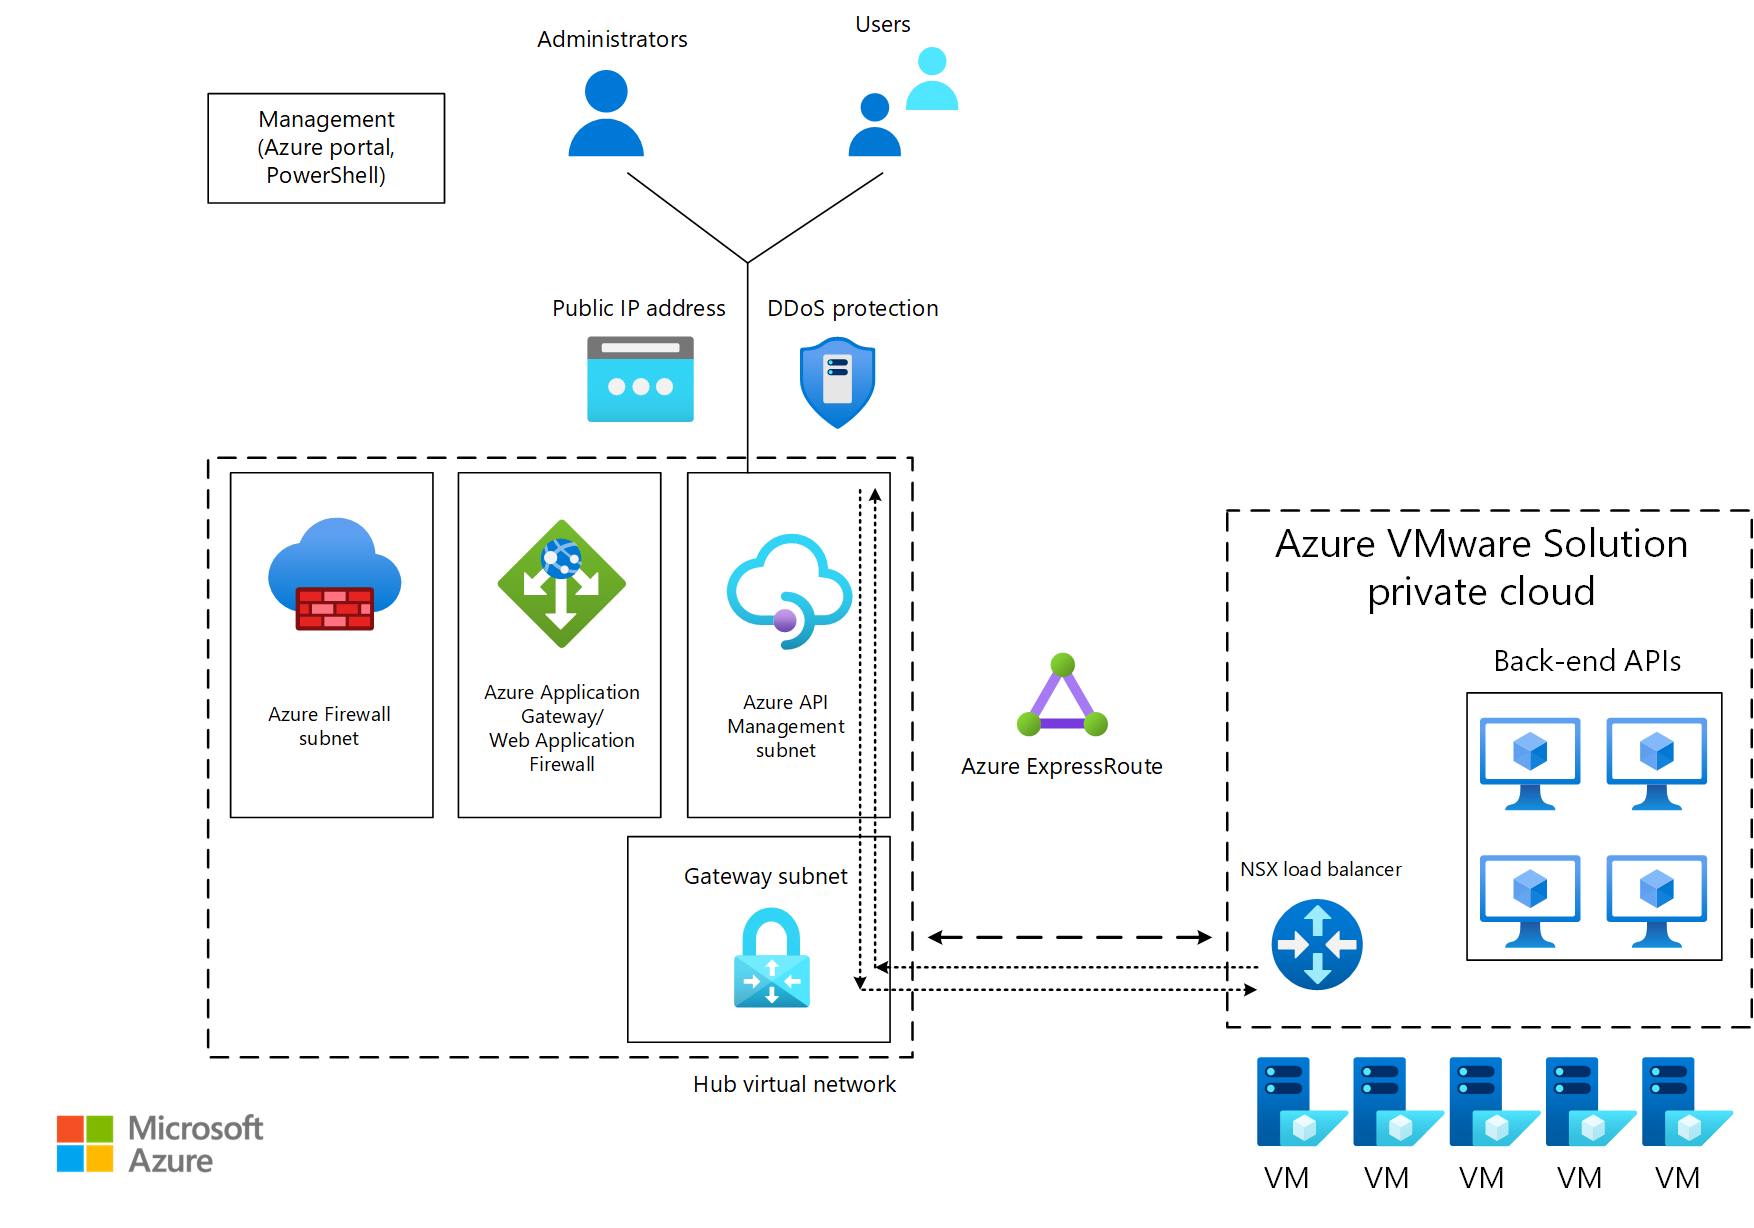 Administrators
Users
Management
(Azure portal,
PowerShell)
Public IP address
DDoS protection
Azure Firewall
subnet
Azure Application
Gateway/
Web Application
Firewall
Azure API
Management
subnet
Gateway subnet
Hub virtual network
Azure ExpressRoute
Azure VMware Solution
private cloud
Back-end APIs
NSX load balancer
VM
VM
VM
VM
VM
Microsoft
Azure